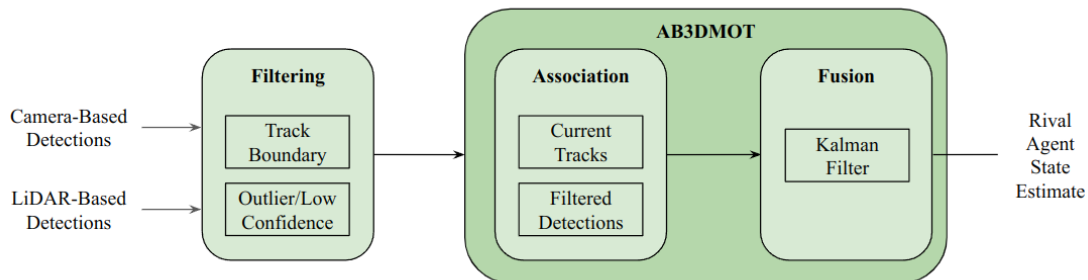 AB3DMOT
Filtering
Association
Fusion
Camera-Based
Detections
LiDAR-Based
Detections
Track
Boundary
Outlier/Low
Confidence
Current
Tracks
Filtered
Detections
Kalman
Filter
Rival
Agent
State
Estimate